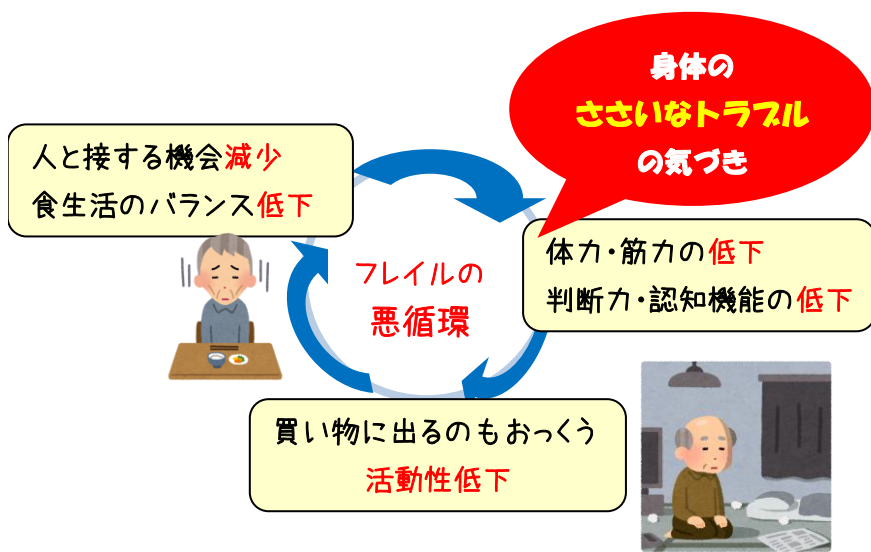 身体の
ささいなトラブル
の気づき
人と接する機会減少
食生活のバランス低下
体力・筋力の低下
判断力・認知機能の低下
フレイルの
悪循環
買い物に出るのもおっくう
活動性低下